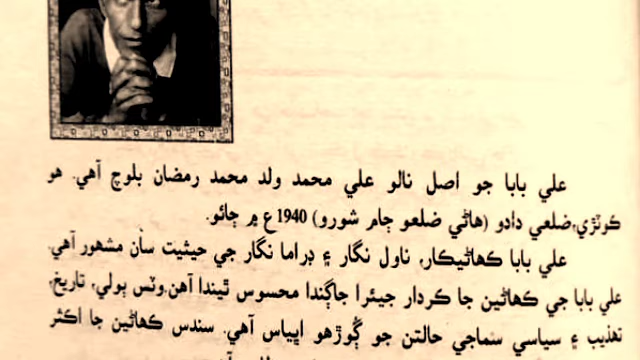 علي بابا جو اصل نالو علي محمد ولد محمد رمضان بلوچ آهي. هو
ڪوٽڙي،ضلعي دادو (هاڻي ضلعو ڄام شورو) 1940ع ۾ ڄائو.
علي بابا ڪهاڻيڪار، ناول نگار ۽ ڊراما نگار جي حيثيت سان مشهور آهي.
علي بابا جي ڪهاڻين جا ڪردار جيئرا جاڳندا محسوس ٿيندا آهن.وٽس ٻولي، تاريخ،
تهذيب ۽ سياسي سماجي حالتن جو ڳوڙهو اڀياس آهي. سندس ڪهاڻين جا اڪثر